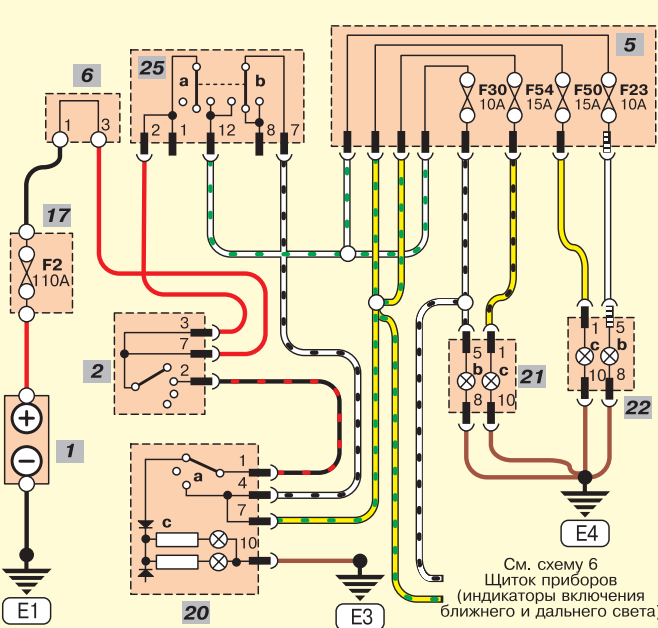 5
25
6
a b
F30 F54 F50 F23
10A 15A 15A 10A
1 3
2 1 12 8 7
17
F2
110A
3
7
2
2
1
5 1
b c
8 10
21
1 5
c b
10 8
22
1
a
4
7
c
10
20
E1
E3
E4
См. схему 6
Щиток приборов
(индикаторы включения
ближнего и дальнего света)